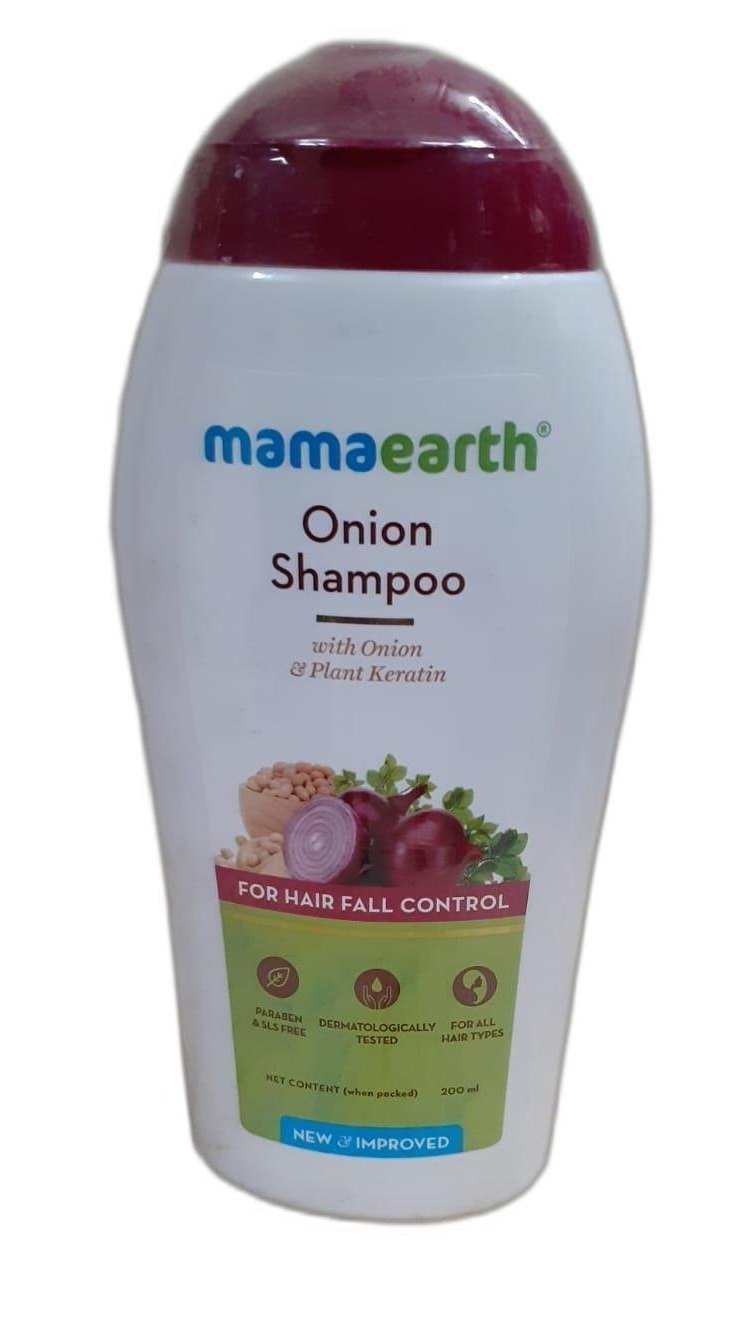 mamaearth®
Onion
Shampoo
with Onion
& Plant Keratin
FOR HAIR FALL CONTROL
PARABEN
& SLS FREE
DERMATOLOGICALLY
TESTED
FOR ALL
HAIR TYPES
NET CONTENT (when packed) 200 ml
NEW & IMPROVED